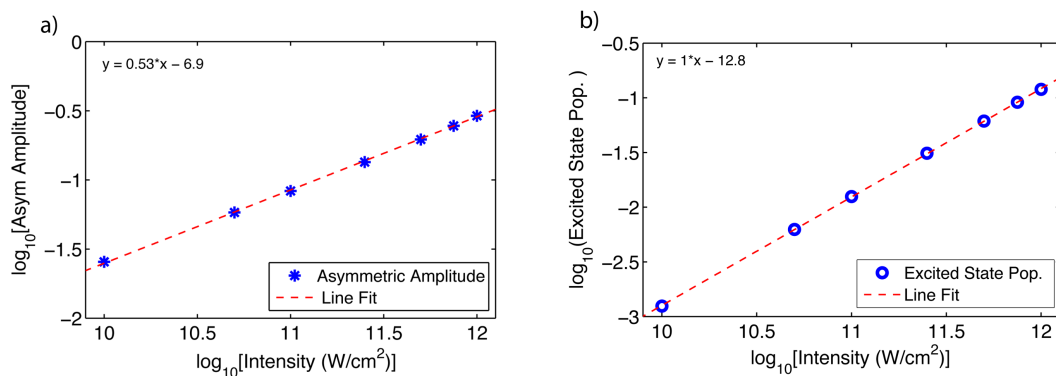 a)
y = 0.53*x − 6.9
log10[Asym Amplitude]
0
−0.5
−1
−1.5
−2
10
10.5
11
11.5
12
log10[Intensity (W/cm2)]
Asymmetric Amplitude
Line Fit
b)
y = 1*x − 12.8
log10(Excited State Pop. )
−0.5
−1
−1.5
−2
−2.5
−3
10
10.5
11
11.5
12
log10[Intensity (W/cm2)]
Excited State Pop.
Line Fit